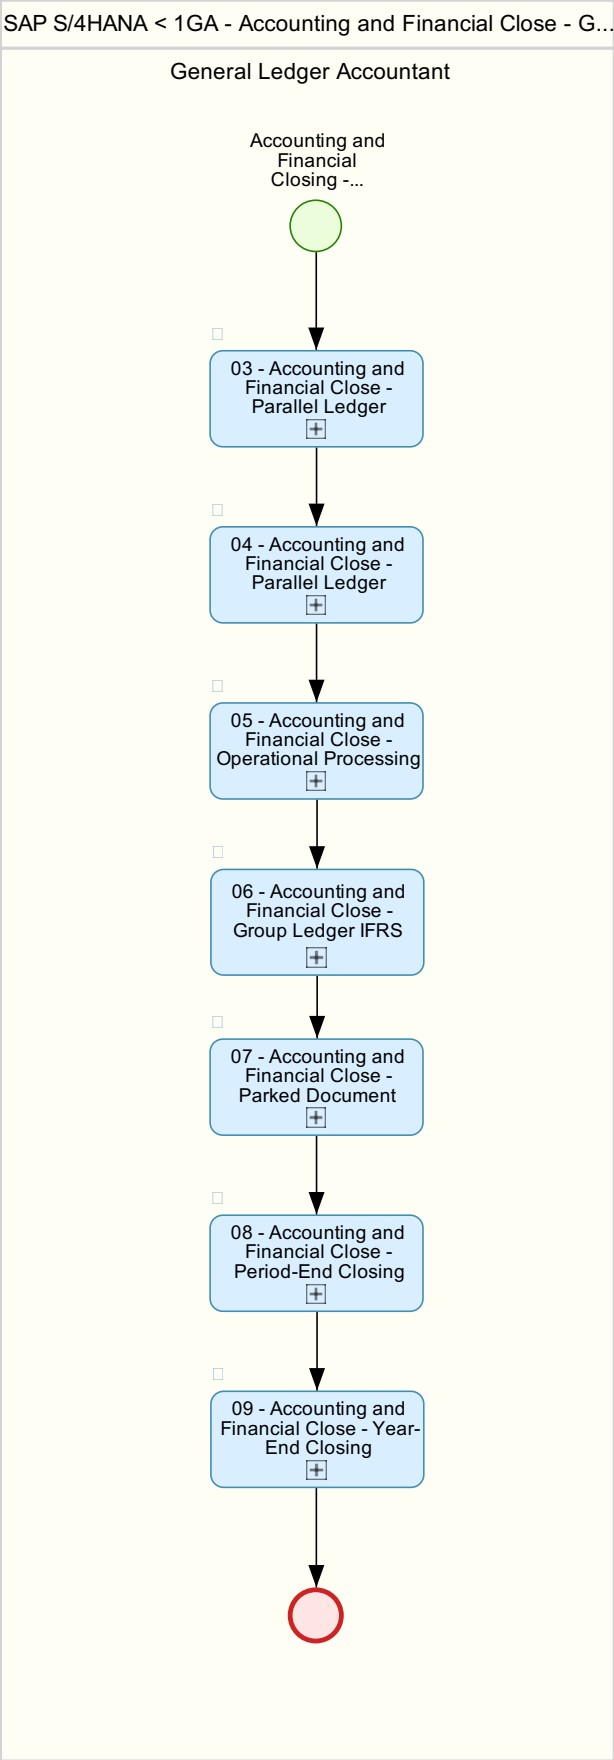 SAP S/4HANA < 1GA - Accounting and Financial Close - G...
General Ledger Accountant
Accounting and
Financial
Closing -...
03 - Accounting and
Financial Close -
Parallel Ledger
04 - Accounting and
Financial Close -
Parallel Ledger
05 - Accounting and
Financial Close -
Operational Processing
06 - Accounting and
Financial Close -
Group Ledger IFRS
07 - Accounting and
Financial Close -
Parked Document
08 - Accounting and
Financial Close -
Period-End Closing
09 - Accounting and
Financial Close - Year-
End Closing